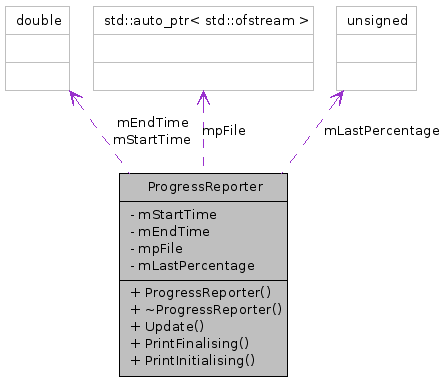 double
std::auto_ptr< std::ofstream >
unsigned
mEndTime
mStartTime
mpFile
mLastPercentage
ProgressReporter
- mStartTime
- mEndTime
- mpFile
- mLastPercentage
+ ProgressReporter()
+ ~ProgressReporter()
+ Update()
+ PrintFinalising()
+ PrintInitialising()